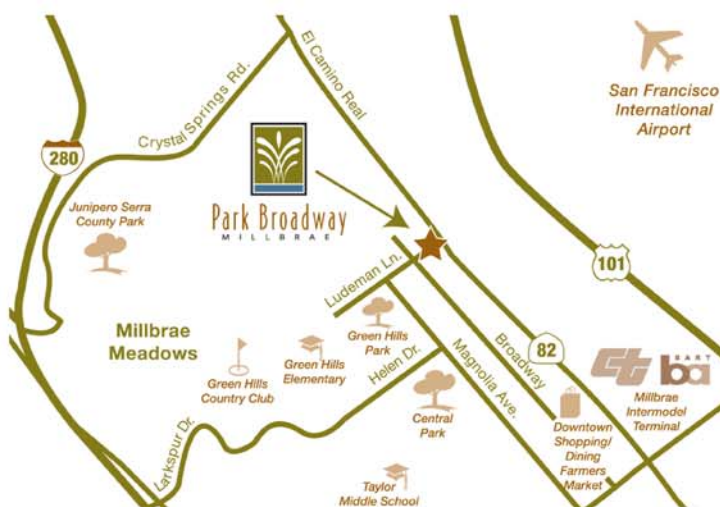 El Camino Real
San Francisco
International
Airport
Crystal Springs Rd.
280
Junipero Serra
County Park
Park Broadway
MILLBRAE
101
Ludeman Ln.
Millbrae
Meadows
Green Hills
Park
Broadway
82
Green Hills
Country Club
Green Hills
Elementary
Helen Dr.
Magnolia Ave.
ct
BART
ba
Millbrae
Intermodel
Terminal
Central
Park
Downtown
Shopping/
Dining
Farmers
Market
Larkspur Dr.
Taylor
Middle School